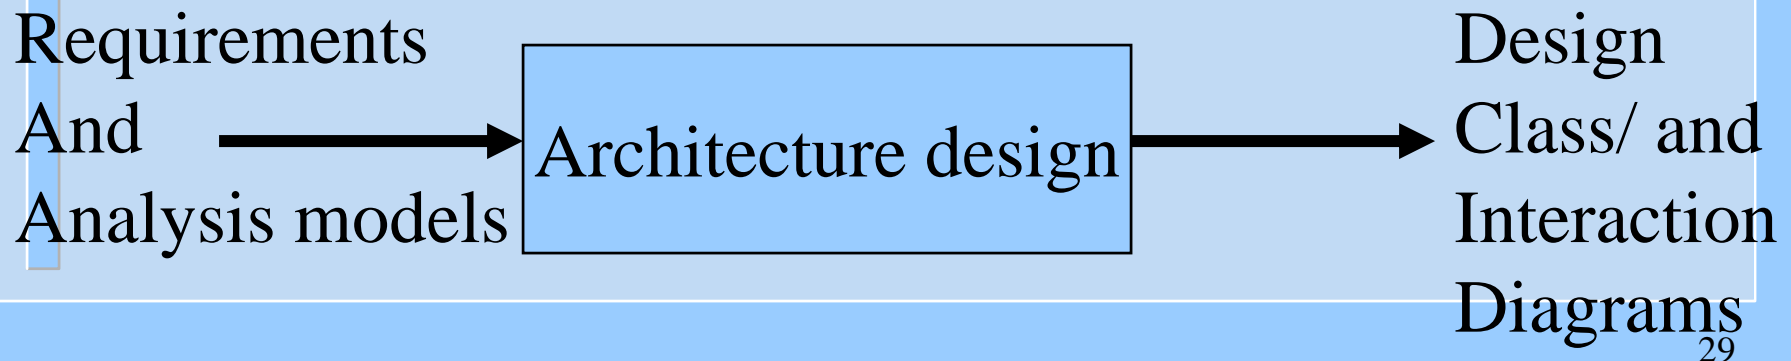 Requirements
And
Analysis models
Architecture design
Design
Class/ and
Interaction
Diagrams
29